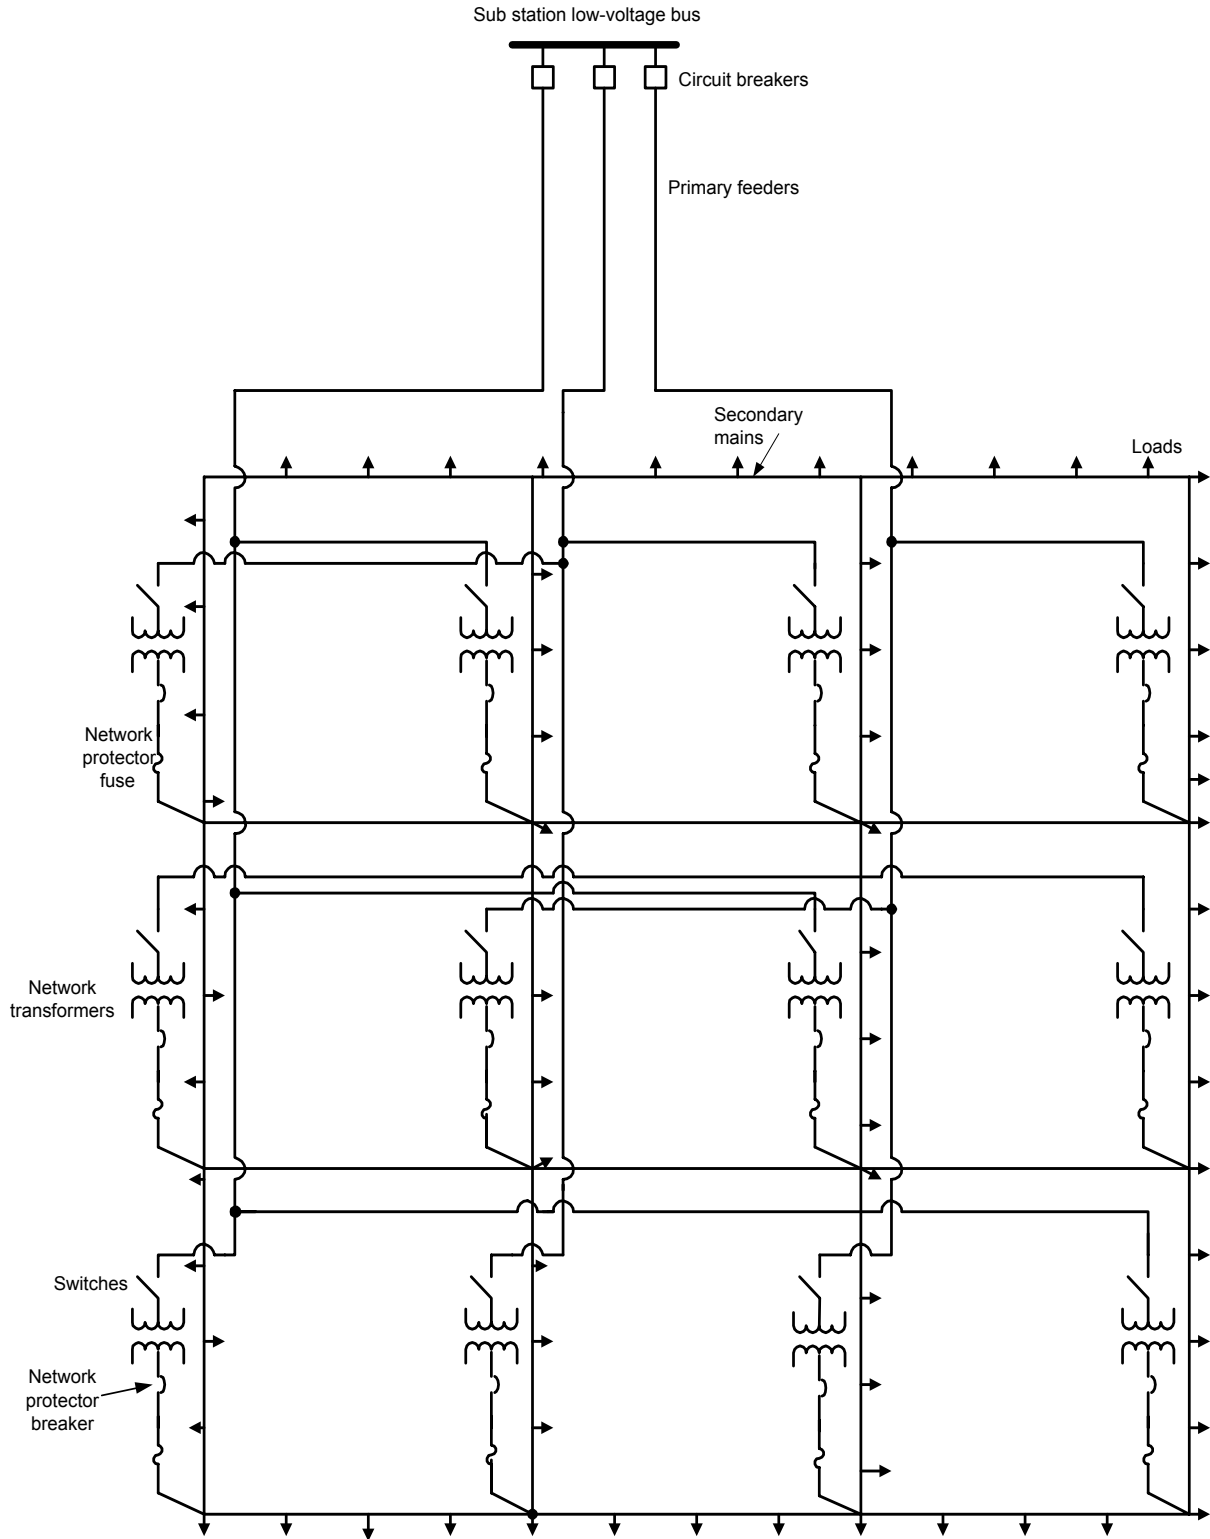 Sub station low-voltage bus
Circuit breakers
Primary feeders
Secondary
mains
Loads
Network
protector
fuse
Network
transformers
Switches
Network
protector
breaker